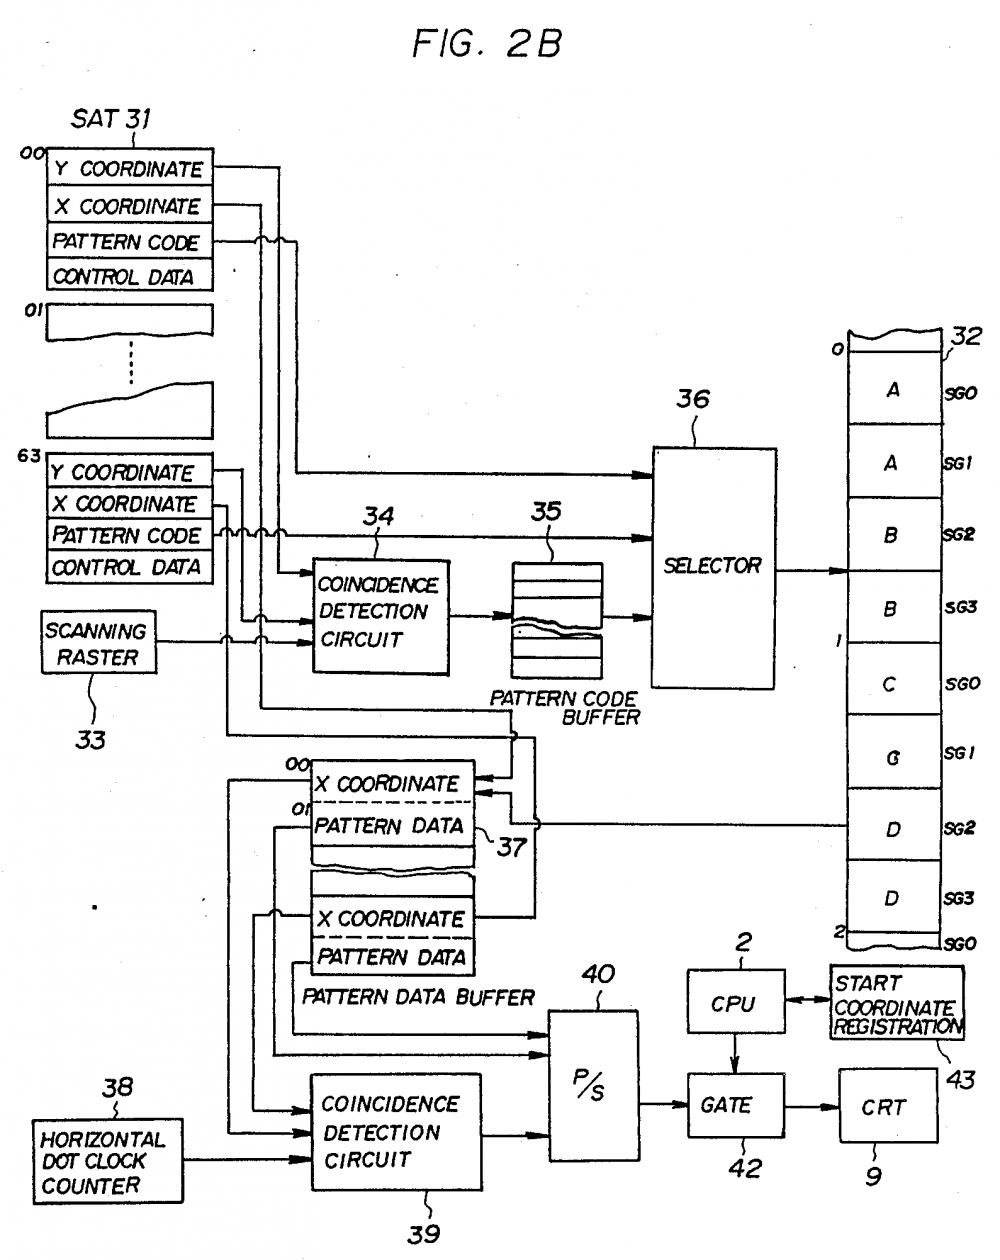 FIG. 2B
SAT 31
00
Y COORDINATE
X COORDINATE
PATTERN CODE
CONTROL DATA
01
63
Y COORDINATE
X COORDINATE
PATTERN CODE
CONTROL DATA
SCANNING
RASTER
33
34
COINCIDENCE
DETECTION
CIRCUIT
35
PATTERN CODE
BUFFER
36
SELECTOR
32
0
A
SG0
A
SG1
B
SG2
B
SG3
1
C
SG0
C
SG1
D
SG2
D
SG3
2
SG0
00
X COORDINATE
01
PATTERN DATA
37
X COORDINATE
PATTERN DATA
PATTERN DATA BUFFER
38
HORIZONTAL
DOT CLOCK
COUNTER
COINCIDENCE
DETECTION
CIRCUIT
39
40
P/S
2
CPU
START
COORDINATE
REGISTRATION
43
GATE
42
CRT
9